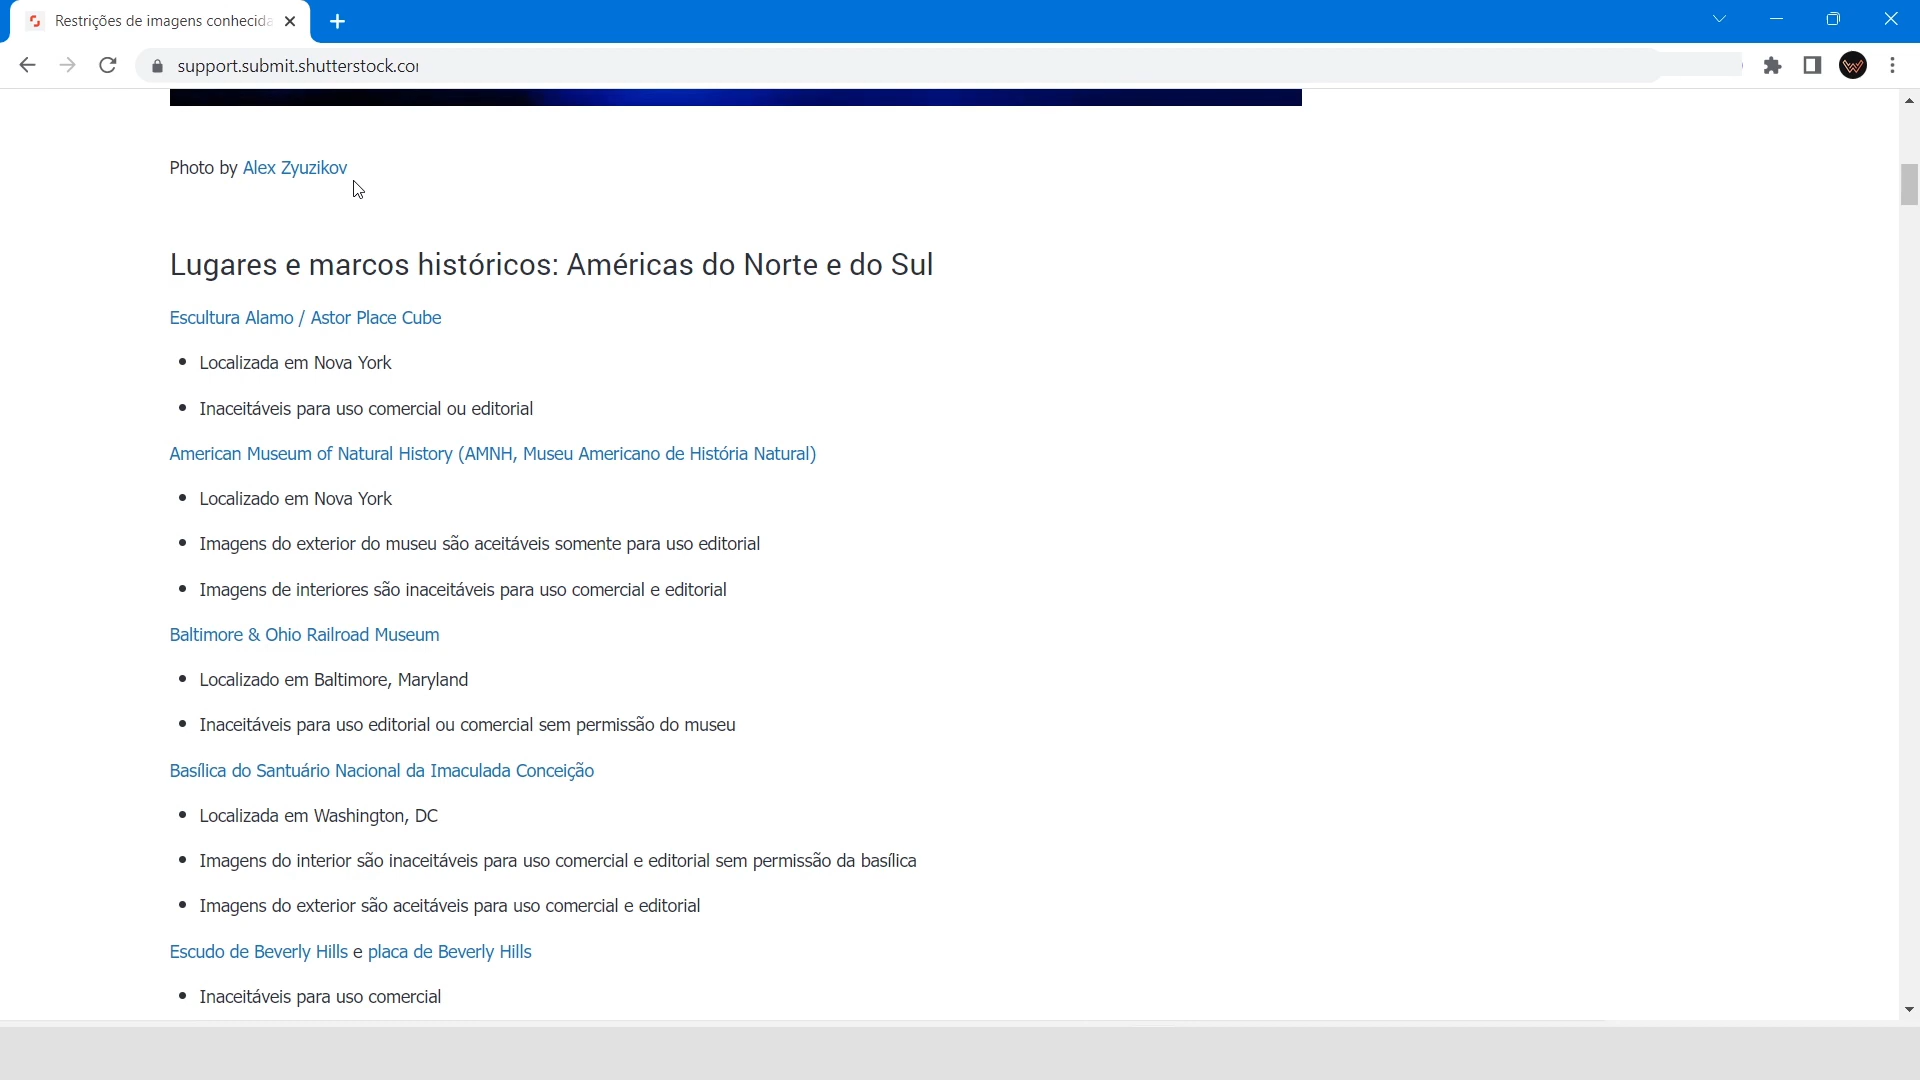 Restrições de imagens conhecida
support.submit.shutterstock.co
Photo by Alex Zyuzikov
Lugares e marcos históricos: Américas do Norte e do Sul
Escultura Alamo / Astor Place Cube
Localizada em Nova York
Inaceitáveis para uso comercial ou editorial
American Museum of Natural History (AMNH, Museu Americano de História Natural)
Localizado em Nova York
Imagens do exterior do museu são aceitáveis somente para uso editorial
Imagens de interiores são inaceitáveis para uso comercial e editorial
Baltimore & Ohio Railroad Museum
Localizado em Baltimore, Maryland
Inaceitáveis para uso editorial ou comercial sem permissão do museu
Basílica do Santuário Nacional da Imaculada Conceição
Localizada em Washington, DC
Imagens do interior são inaceitáveis para uso comercial e editorial sem permissão da basílica
Imagens do exterior são aceitáveis para uso comercial e editorial
Escudo de Beverly Hills e placa de Beverly Hills
Inaceitáveis para uso comercial